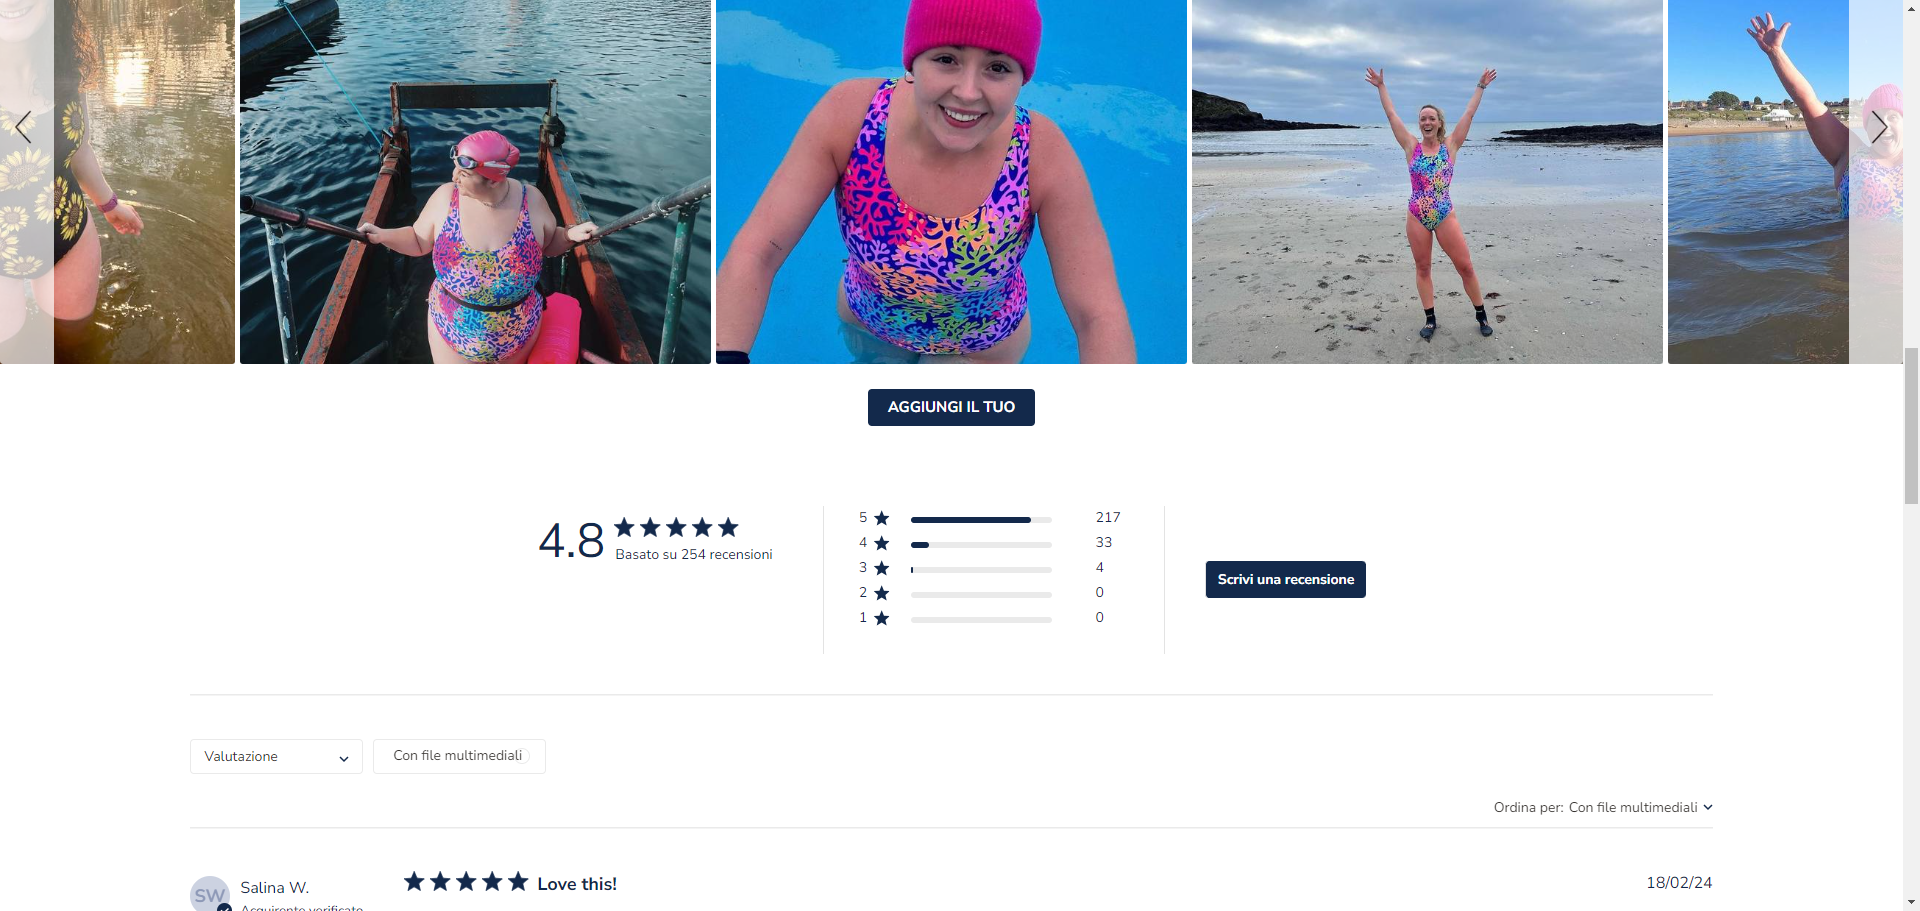 AGGIUNGI IL TUO
4.8
Basato su 254 recensioni
5 217
4 33
3 4
2 0
1 0
Scrivi una recensione
Valutazione
Con file multimediali
Ordina per: Con file multimediali
SW
Salina W.
Acquirente verificato
Love this!
18/02/24